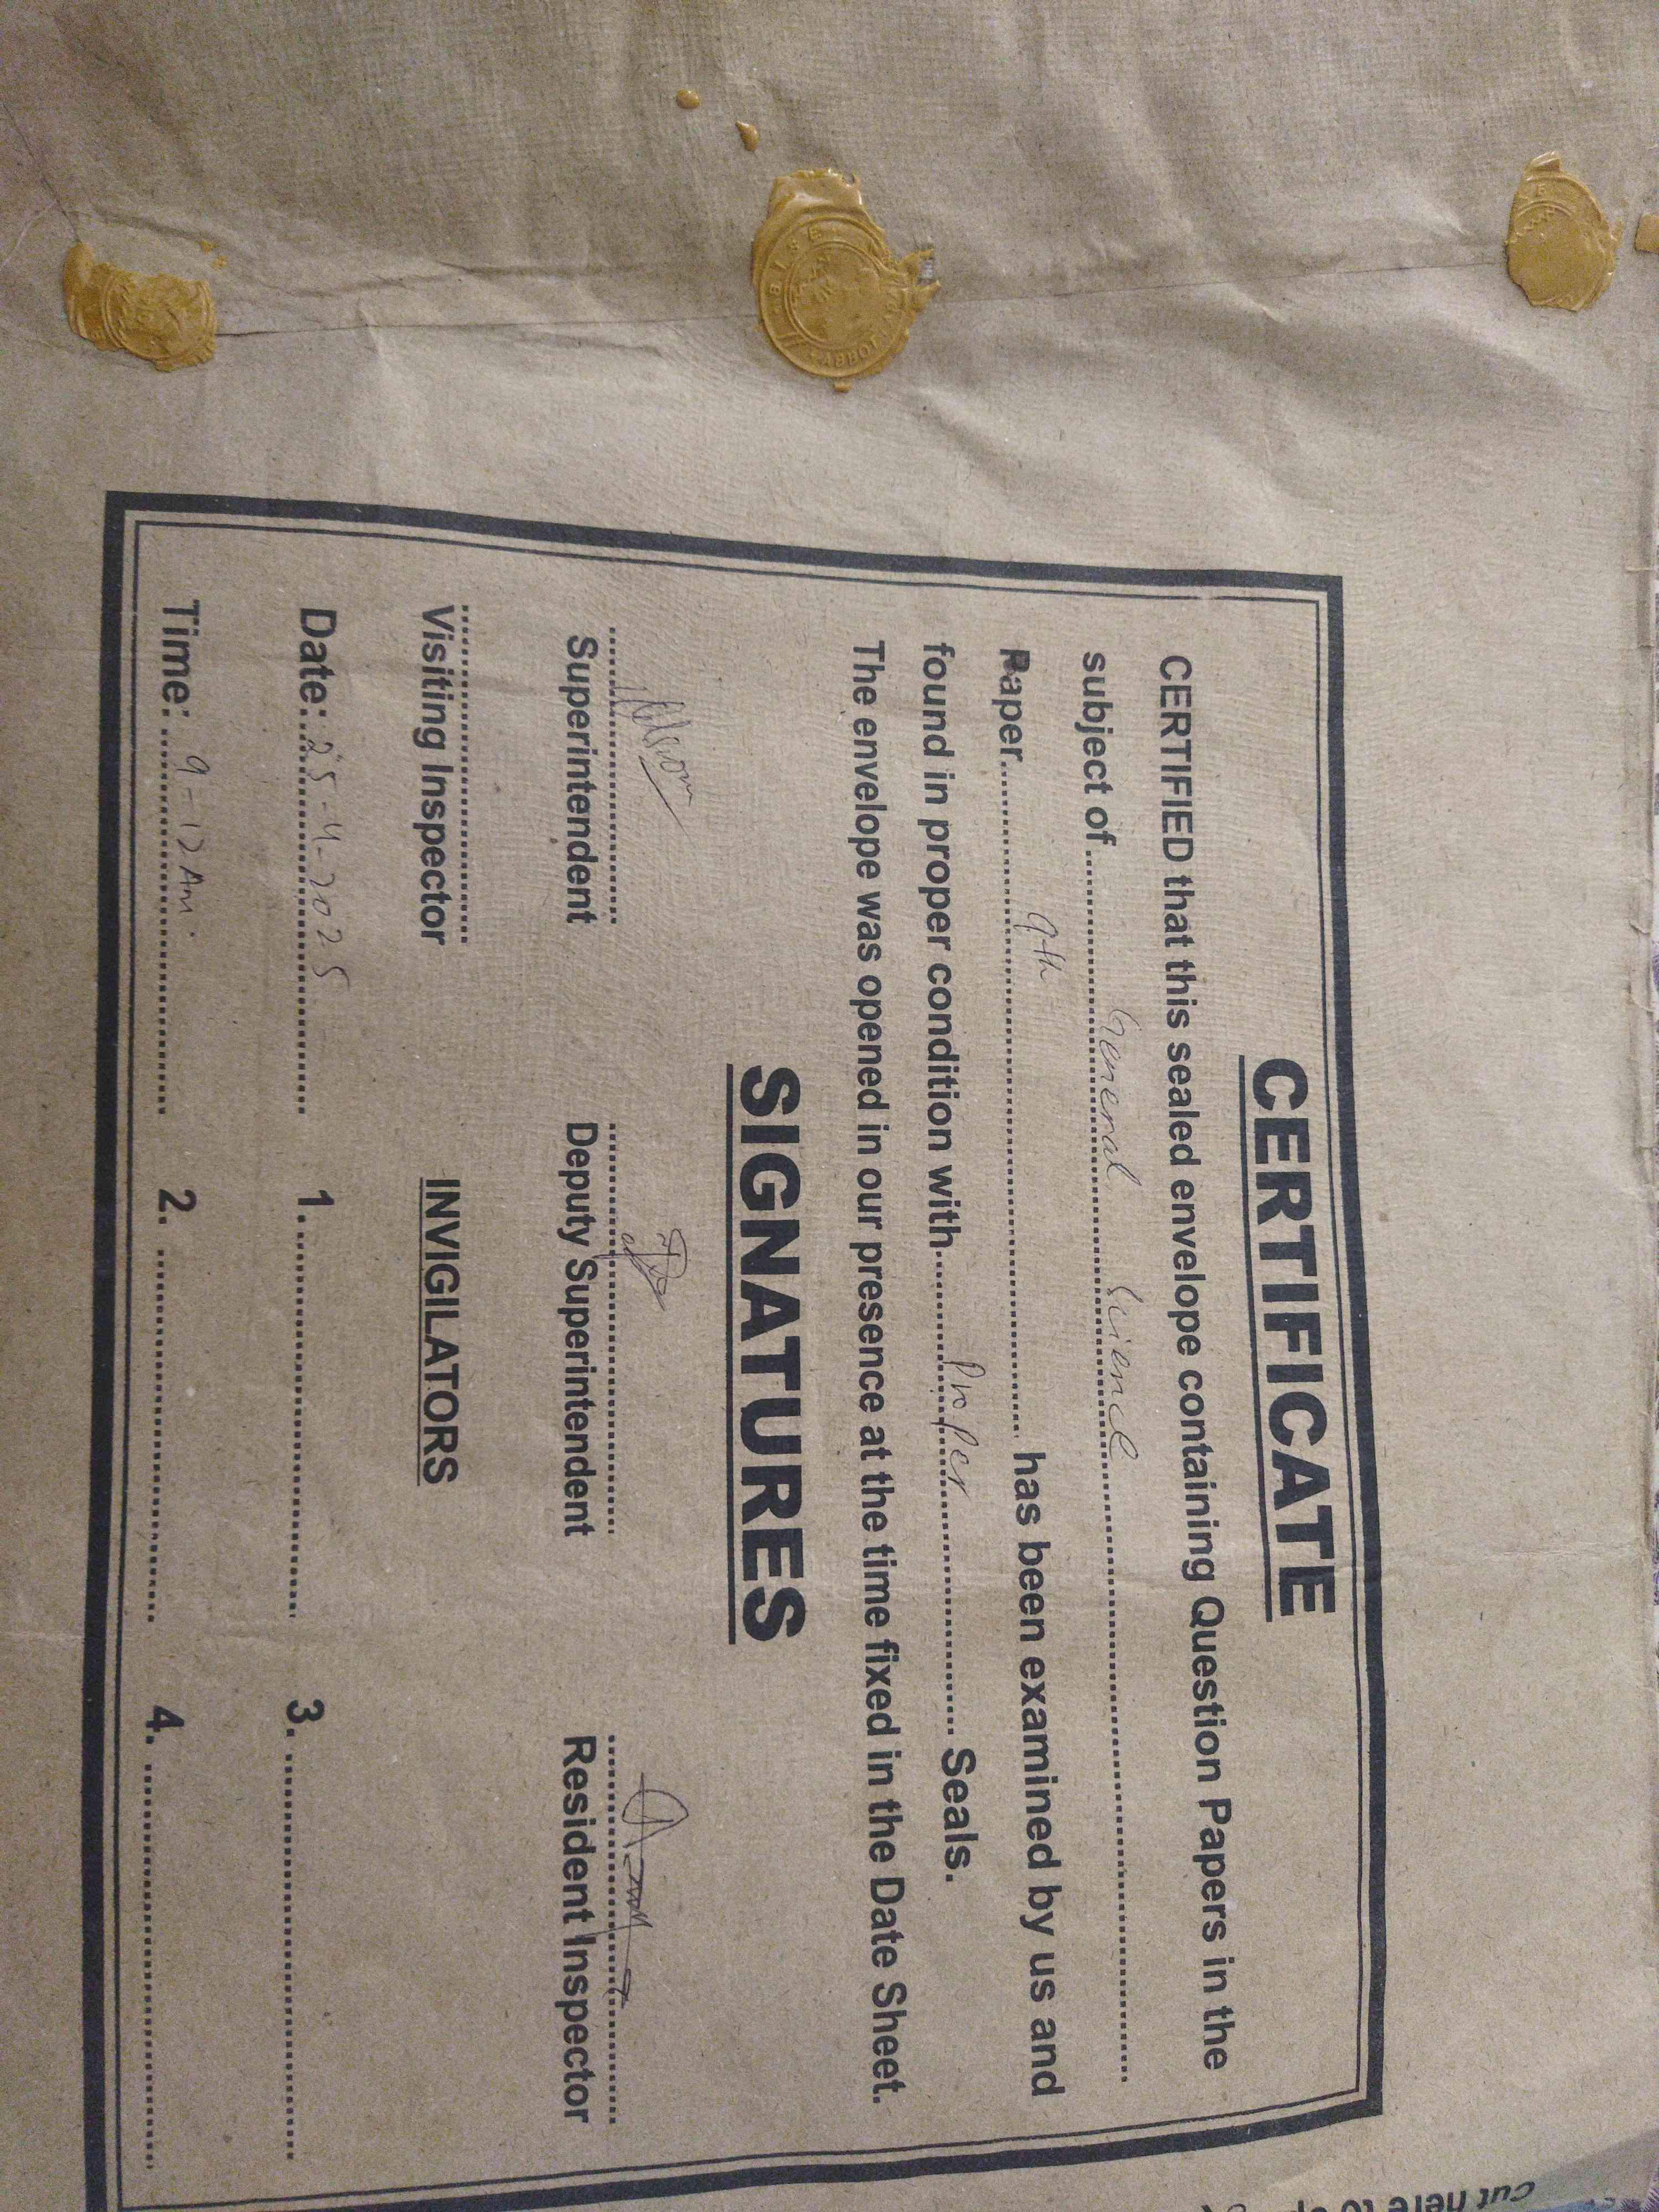 CERTIFICATE
CERTIFIED that this sealed envelope containing Question Papers in the
subject of General Science
Paper 9th has been examined by us and
found in proper condition with Proper Seals.
The envelope was opened in our presence at the time fixed in the Date Sheet.
SIGNATURES
Superintendent Deputy Superintendent Resident Inspector
Visiting Inspector INVIGILATORS
Date: 25-4-2025 1. 3.
Time: 9-12 Am. 2. 4.
cut here to
B I S E